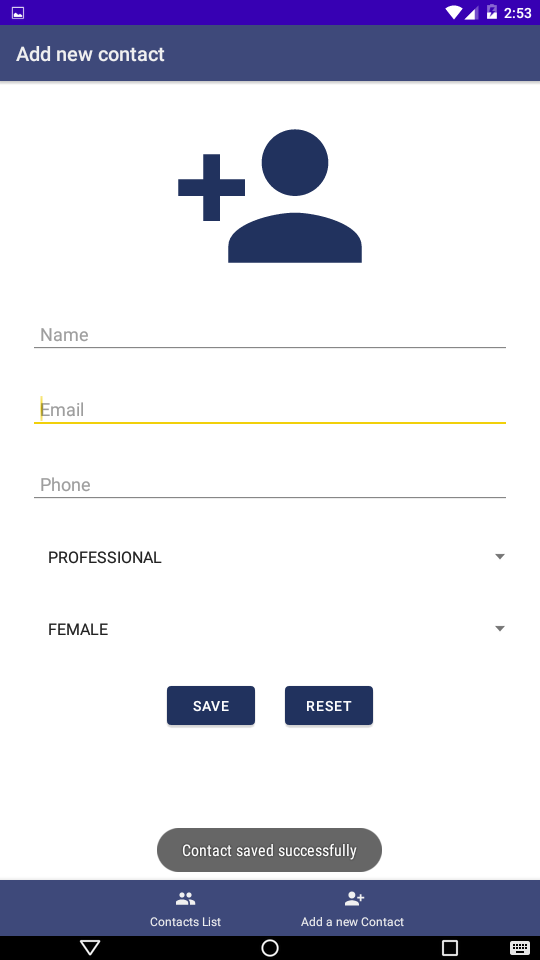 2:53
Add new contact
Name
Email
Phone
PROFESSIONAL
FEMALE
SAVE RESET
Contact saved successfully
Contacts List Add a new Contact